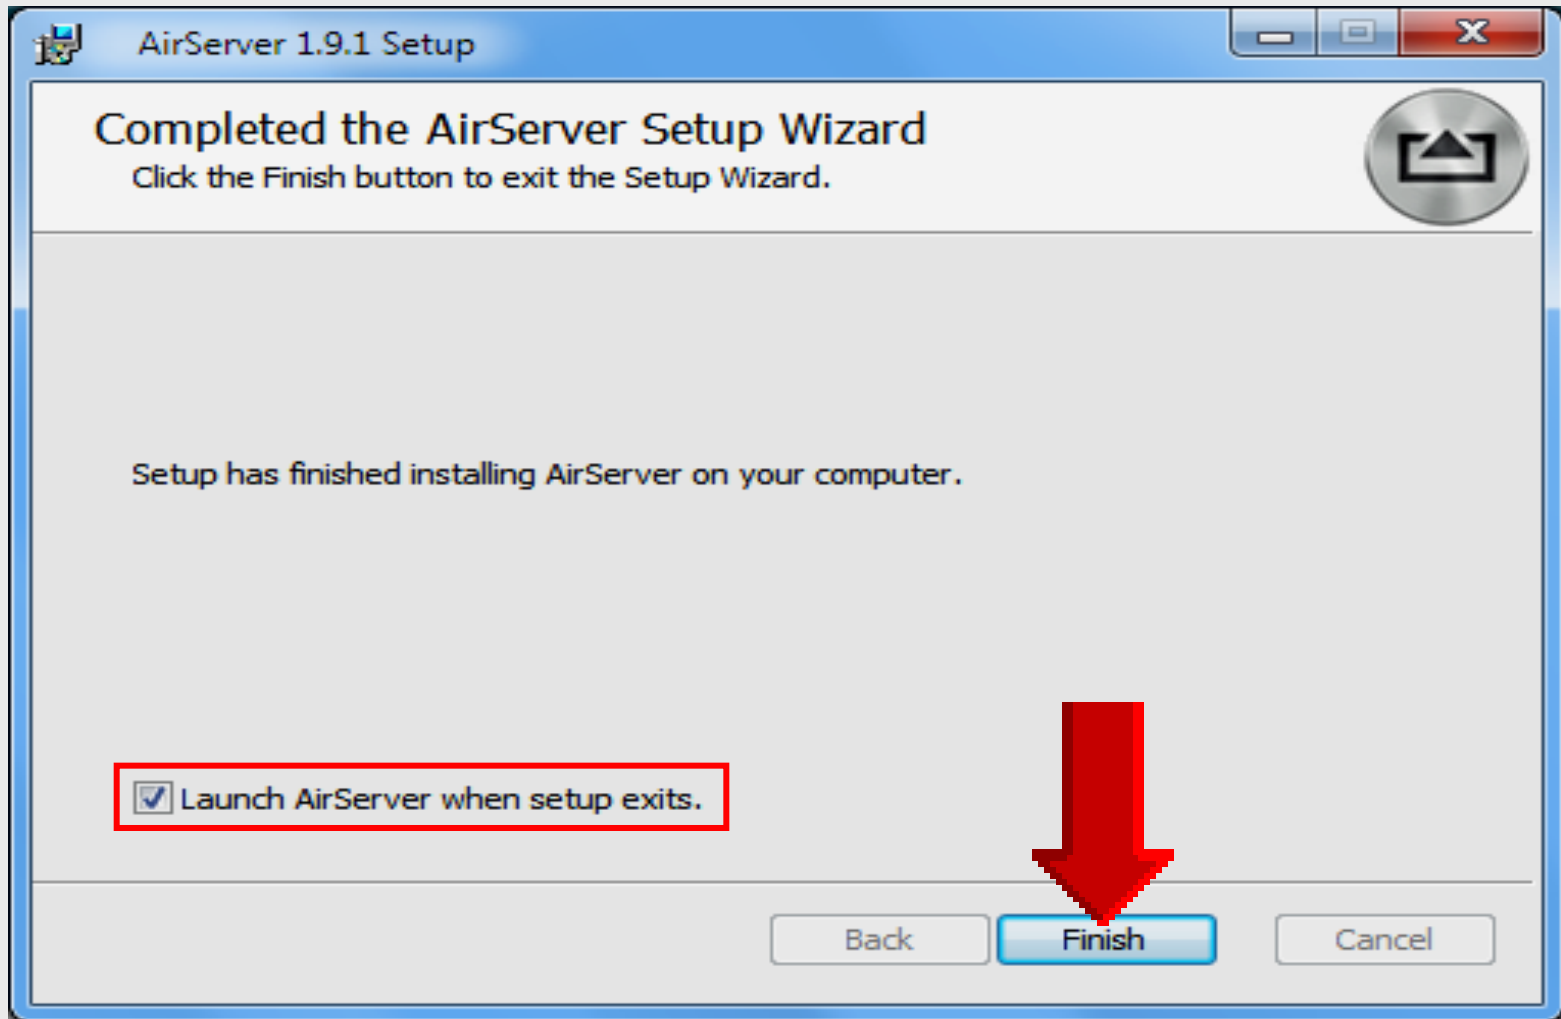 AirServer 1.9.1 Setup
Completed the AirServer Setup Wizard
Click the Finish button to exit the Setup Wizard.
Setup has finished installing AirServer on your computer.
Launch AirServer when setup exits.
Back Finish Cancel